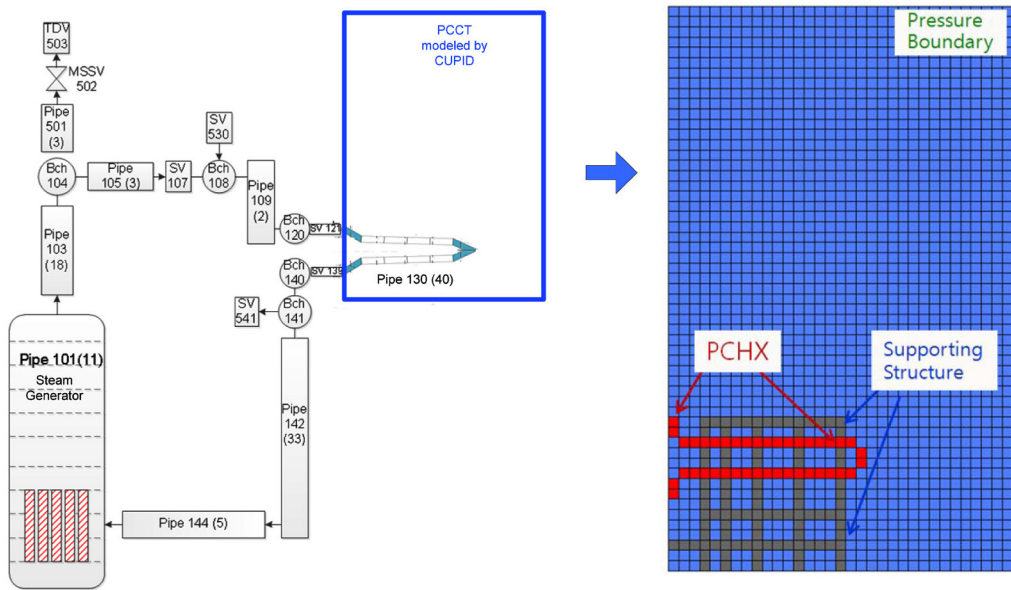 TDV
503
MSSV
502
Pipe
501
(3)
SV
530
Bch
104
Pipe
105 (3)
SV
107
Bch
108
Pipe
109
(2)
Pipe
103
(18)
Bch
120
SV 121
Bch
140
SV 139
Pipe 130 (40)
SV
541
Bch
141
Pipe 101(11)
Steam
Generator
Pipe
142
(33)
Pipe 144 (5)
PCCT
modeled by
CUPID
Pressure
Boundary
PCHX
Supporting
Structure